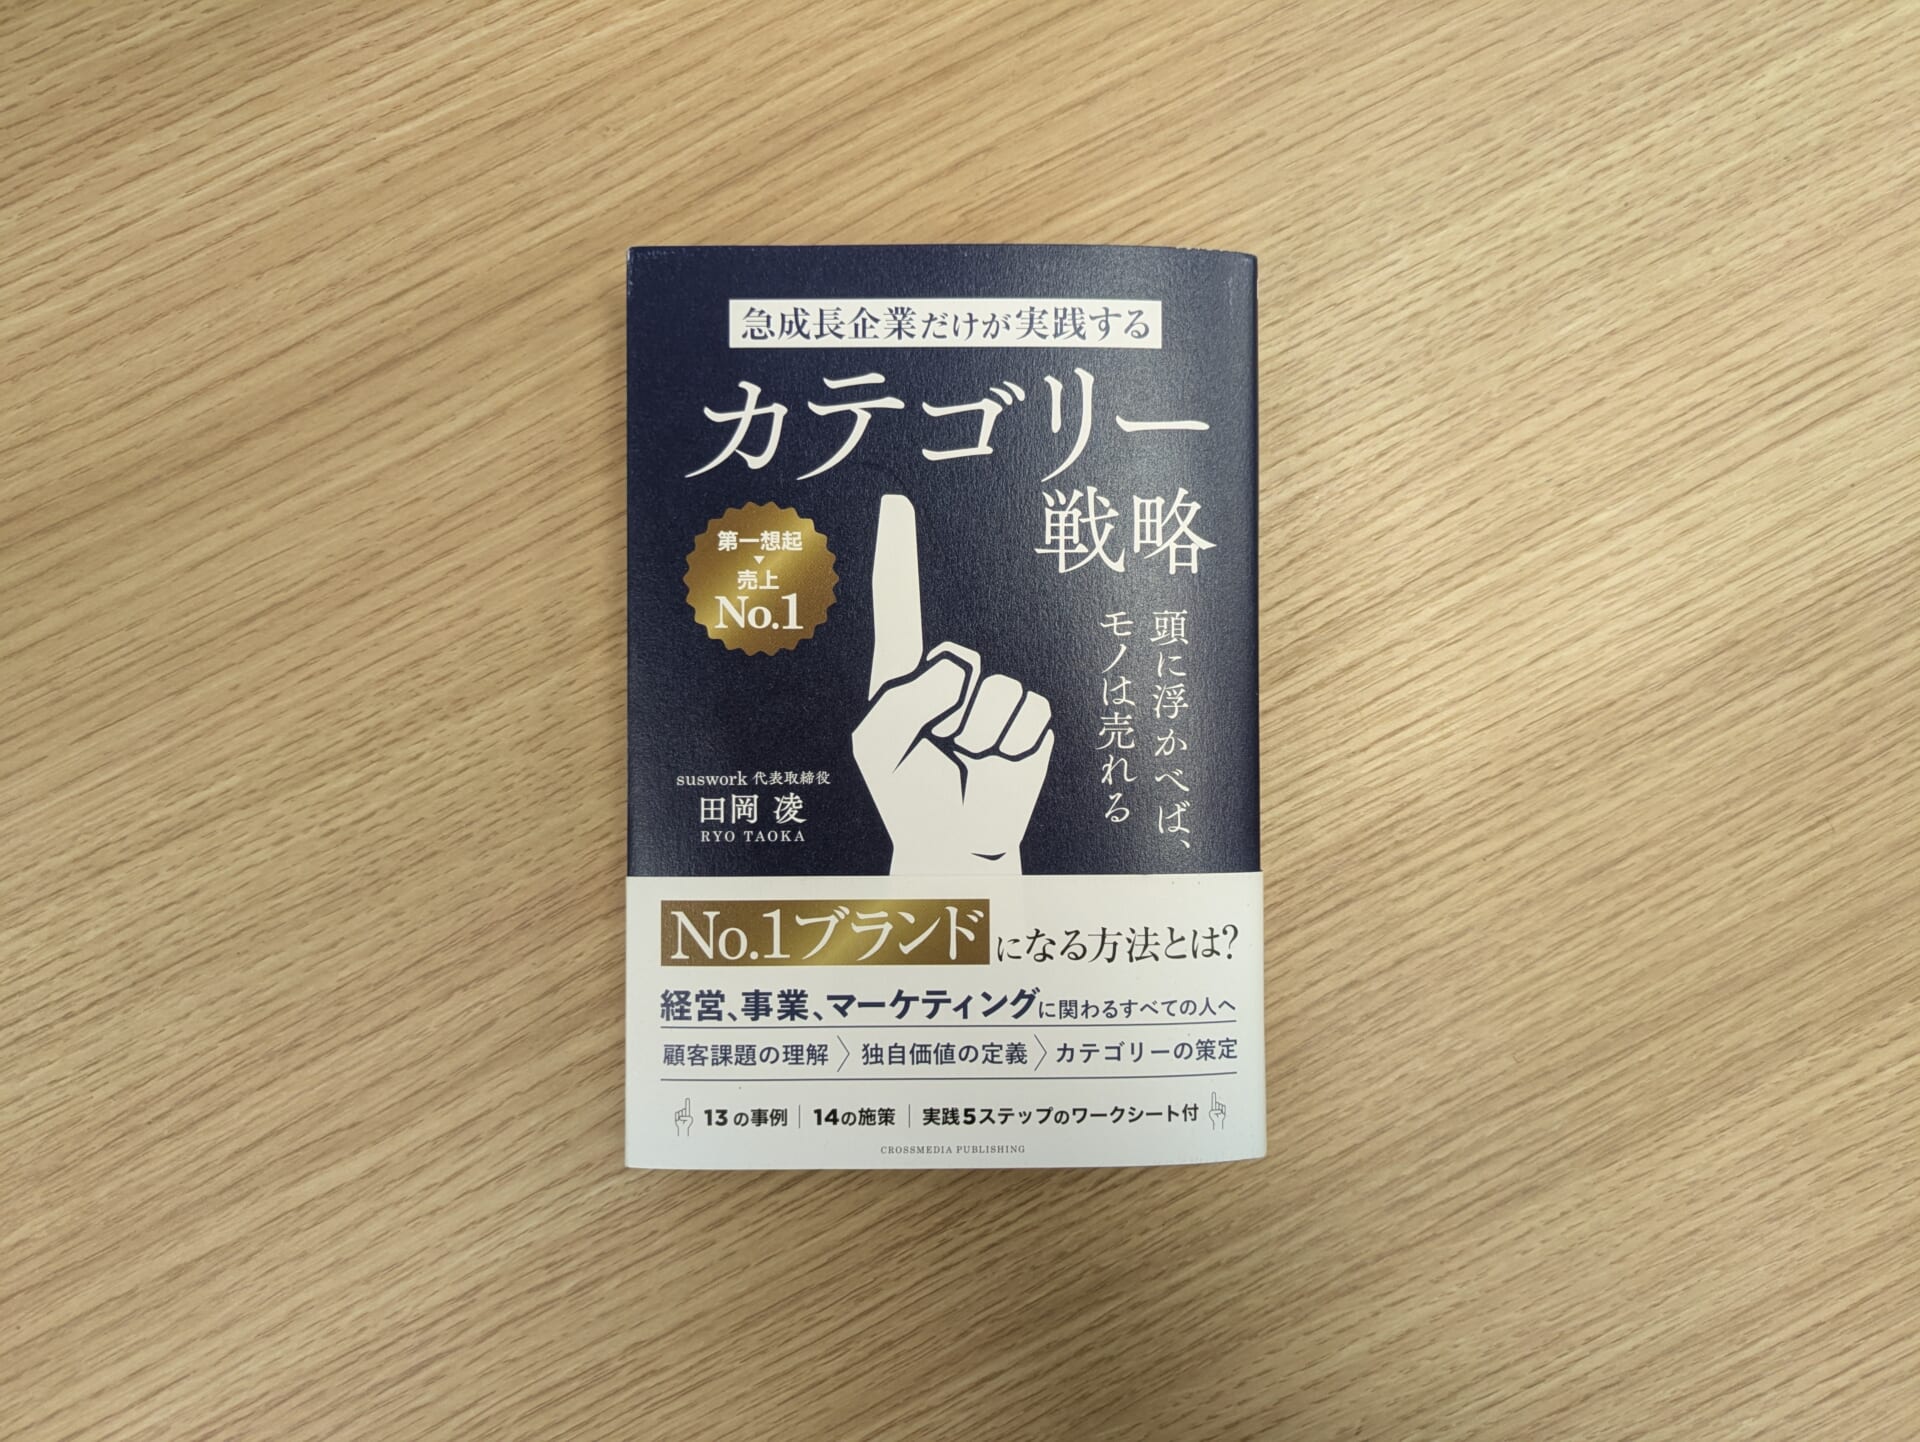 急成長企業だけが実践する
カテゴリー
戦略
第一想起
売上
No.1
頭に浮かべば、
モノは売れる
suswork 代表取締役
田岡 凌
RYO TAOKA
No.1ブランドになる方法とは?
経営、事業、マーケティングに関わるすべての人へ
顧客課題の理解 〉 独自価値の定義 〉 カテゴリーの策定
13の事例 | 14の施策 | 実践5ステップのワークシート付
CROSSMEDIA PUBLISHING